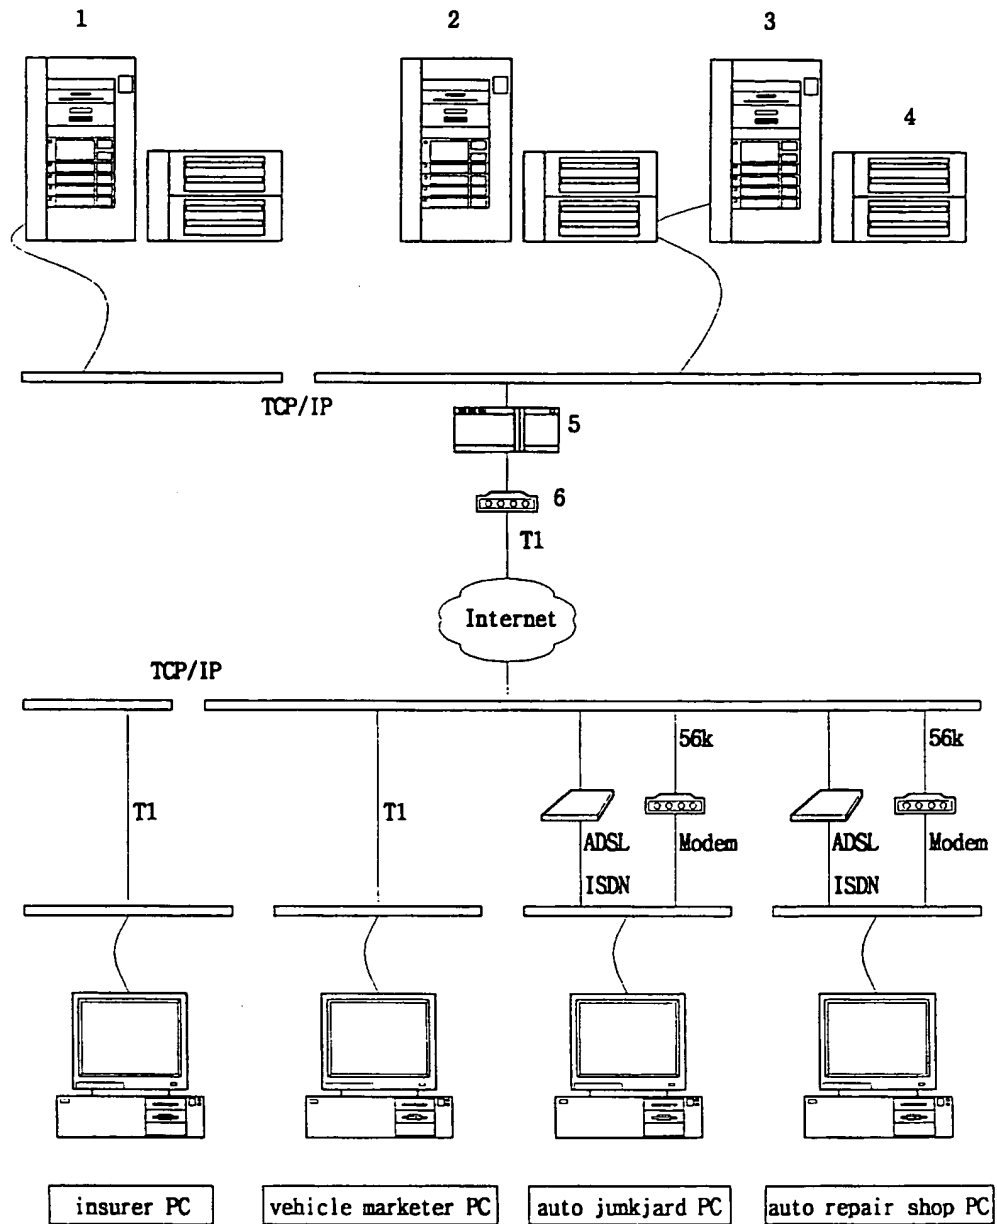 1
2
3
4
TCP/IP
5
6
T1
Internet
TCP/IP
56k
56k
T1
T1
ADSL
Modem
ADSL
Modem
ISDN
ISDN
insurer PC
vehicle marketer PC
auto junkjard PC
auto repair shop PC